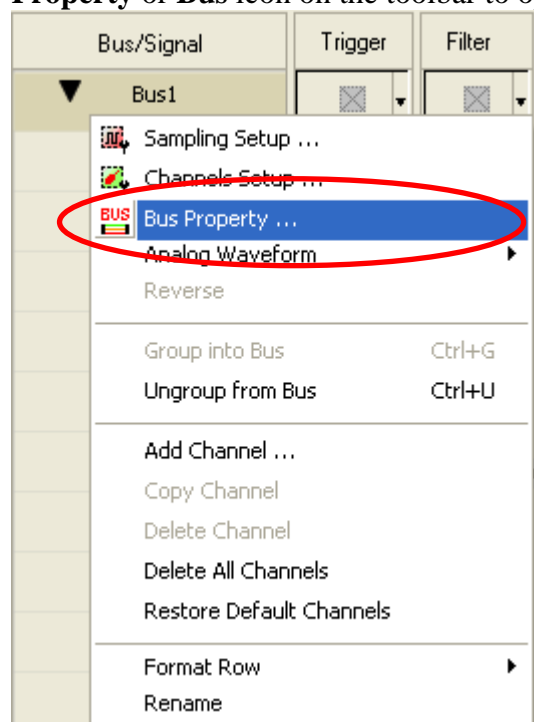 Property or Bus icon on the toolbar to o
Bus/Signal Trigger Filter
Bus1
Sampling Setup ...
Channels Setup ...
BUS Bus Property ...
Analog Waveform
Reverse
Group into Bus Ctrl+G
Ungroup from Bus Ctrl+U
Add Channel ...
Copy Channel
Delete Channel
Delete All Channels
Restore Default Channels
Format Row
Rename